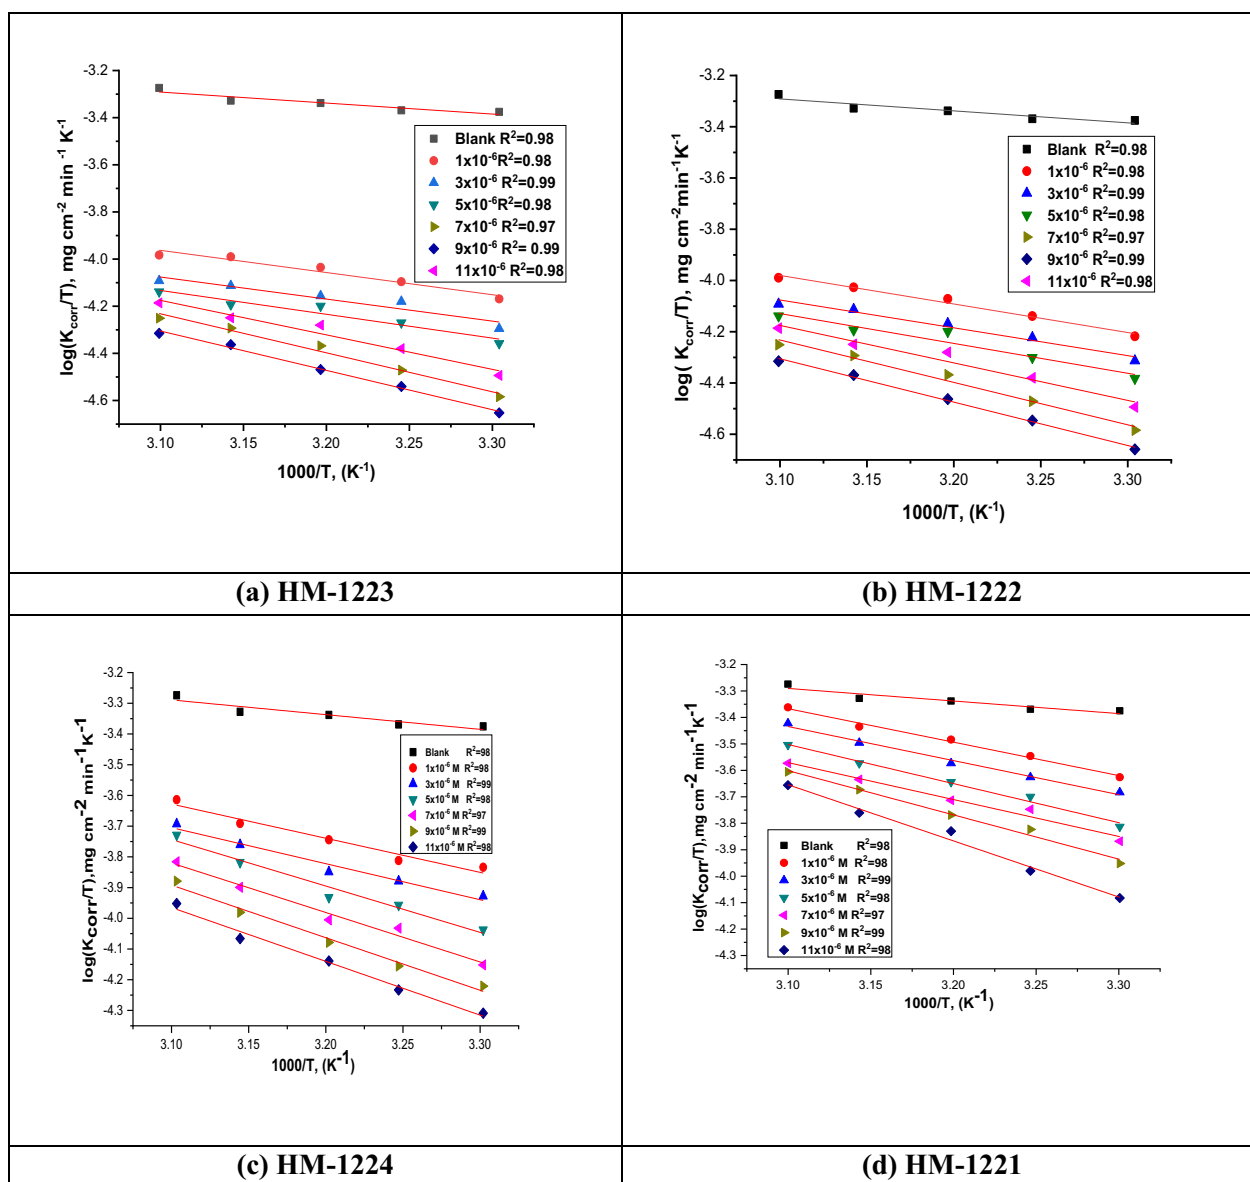 -3.2
-3.4
-3.6
-3.8
-4.0
-4.2
-4.4
-4.6
log(K_corr/T), mg cm⁻² min ⁻¹ K⁻¹
Blank R²=0.98
1x10⁻⁶R²=0.98
3x10⁻⁶ R²=0.99
5x10⁻⁶R²=0.98
7x10⁻⁶ R²=0.97
9x10⁻⁶ R²= 0.99
11x10⁻⁶ R²=0.98
3.10 3.15 3.20 3.25 3.30
1000/T, (K⁻¹)
-3.2
-3.4
-3.6
-3.8
-4.0
-4.2
-4.4
-4.6
log( K_corr/T), mg cm⁻²min⁻¹K⁻¹
Blank R²=0.98
1x10⁻⁶ R²=0.98
3x10⁻⁶ R²=0.99
5x10⁻⁶ R²=0.98
7x10⁻⁶ R²=0.97
9x10⁻⁶ R²=0.99
11x10⁻⁶ R²=0.98
3.10 3.15 3.20 3.25 3.30
1000/T, (K⁻¹)
(a) HM-1223
(b) HM-1222
-3.2
-3.3
-3.4
-3.5
-3.6
-3.7
-3.8
-3.9
-4.0
-4.1
-4.2
-4.3
log(Kcorr/T),mg cm⁻² min⁻¹K⁻¹
Blank R²=98
1x10⁻⁶ M R²=98
3x10⁻⁶ M R²=99
5x10⁻⁶ M R²=98
7x10⁻⁶ M R²=97
9x10⁻⁶ M R²=99
11x10⁻⁶ M R²=98
3.10 3.15 3.20 3.25 3.30
1000/T, (K⁻¹)
-3.2
-3.3
-3.4
-3.5
-3.6
-3.7
-3.8
-3.9
-4.0
-4.1
-4.2
-4.3
log(Kcorr/T),mg cm⁻² min⁻¹K⁻¹
Blank R²=98
1x10⁻⁶ M R²=98
3x10⁻⁶ M R²=99
5x10⁻⁶ M R²=98
7x10⁻⁶ M R²=97
9x10⁻⁶ M R²=99
11x10⁻⁶ M R²=98
3.10 3.15 3.20 3.25 3.30
1000/T, (K⁻¹)
(c) HM-1224
(d) HM-1221